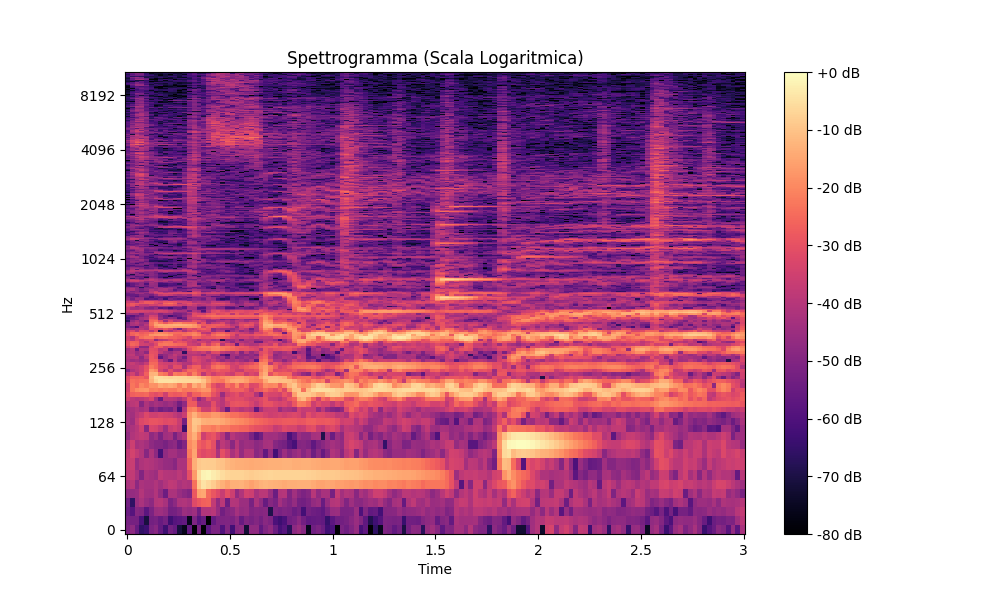 Spettrogramma (Scala Logaritmica)
8192
4096
2048
1024
512
256
128
64
0
Hz
0
0.5
1
1.5
2
2.5
3
Time
+0 dB
-10 dB
-20 dB
-30 dB
-40 dB
-50 dB
-60 dB
-70 dB
-80 dB